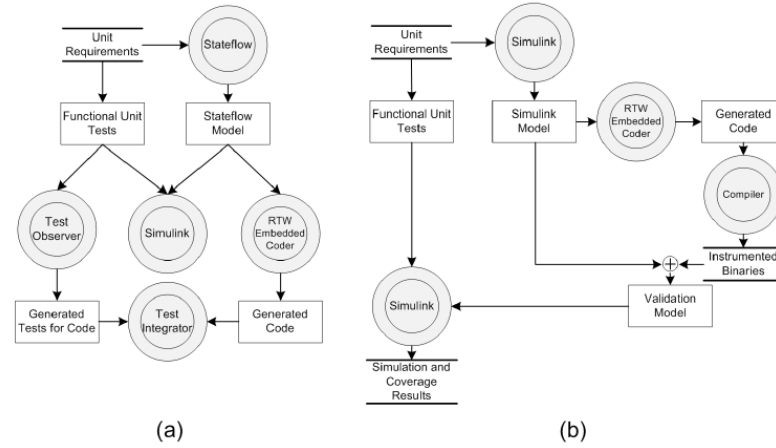 Unit
Requirements
Stateflow
Functional Unit
Tests
Stateflow
Model
Test
Observer
Simulink
RTW
Embedded
Coder
Generated
Tests for Code
Test
Integrator
Generated
Code
(a)
Unit
Requirements
Simulink
Functional Unit
Tests
Simulink
Model
RTW
Embedded
Coder
Generated
Code
Compiler
Instrumented
Binaries
Validation
Model
Simulink
Simulation and
Coverage
Results
(b)